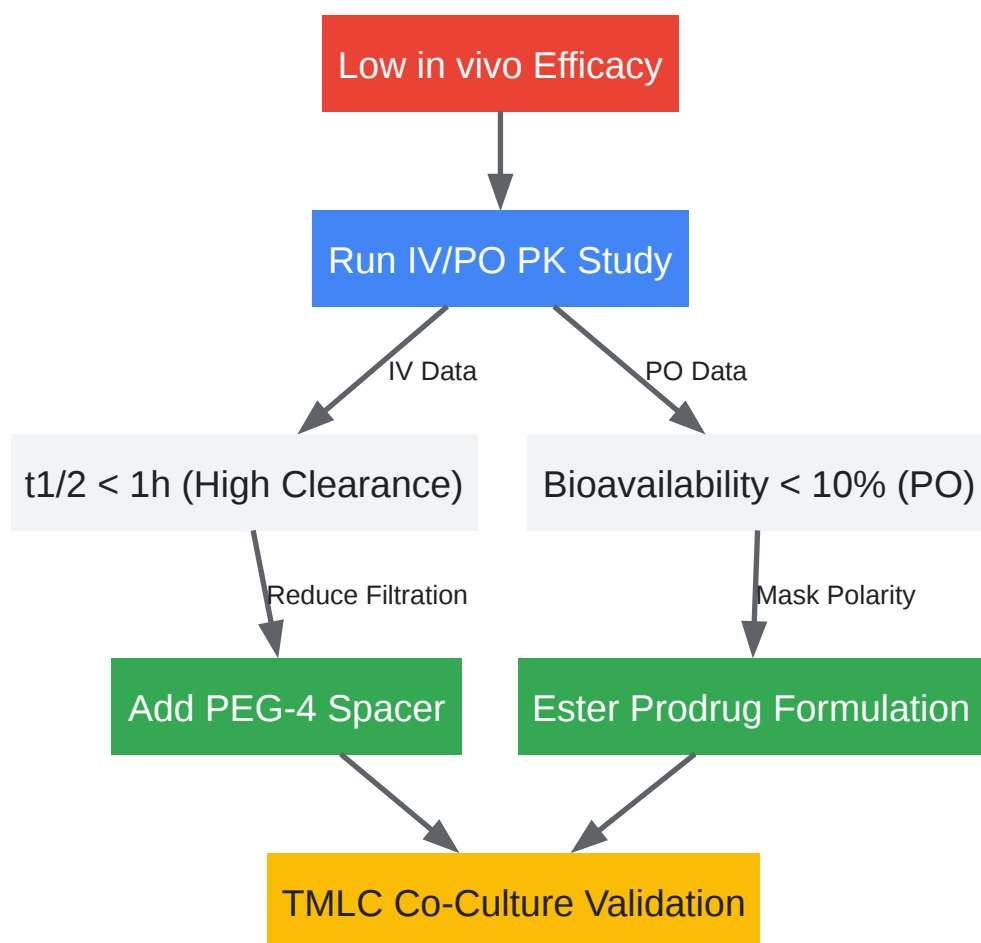 Low in vivo Efficacy
Run IV/PO PK Study
IV Data
PO Data
t1/2 < 1h (High Clearance)
Bioavailability < 10% (PO)
Reduce Filtration
Mask Polarity
Add PEG-4 Spacer
Ester Prodrug Formulation
TMLC Co-Culture Validation